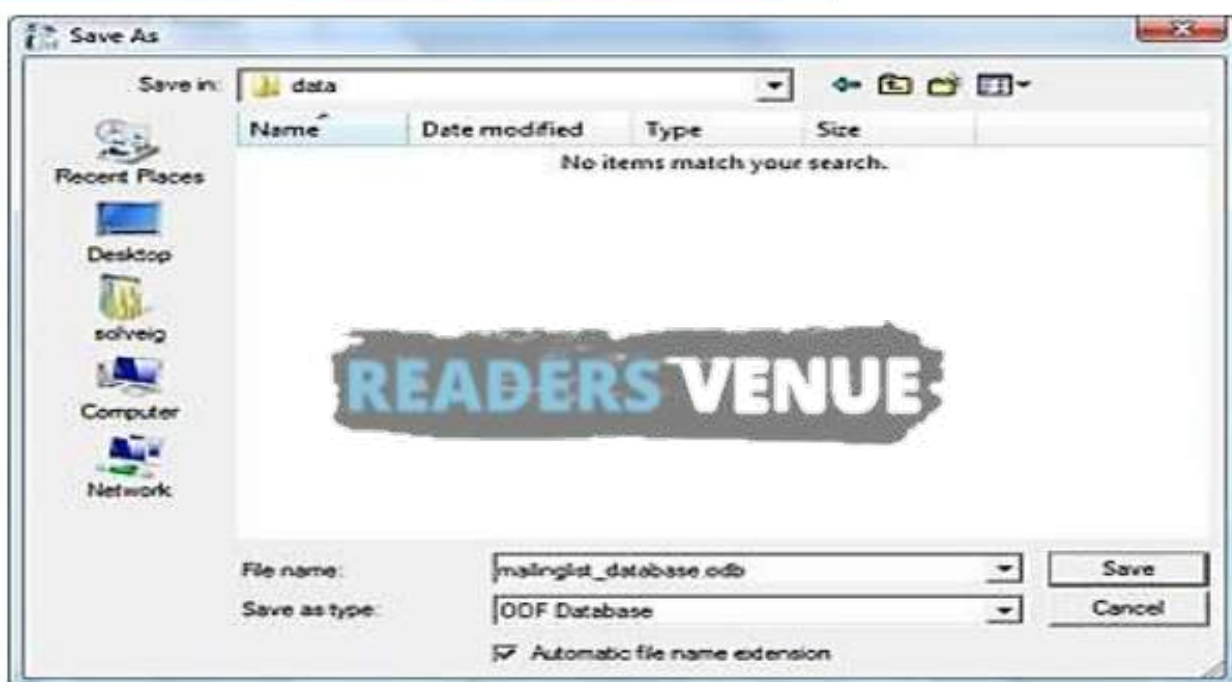 Save As
Save in: data
Name Date modified Type Size
No items match your search.
Recent Places
Desktop
solveig
Computer
Network
READERS VENUE
File name: mailinglist_database.odb Save
Save as type: ODF Database Cancel
Automatic file name extension